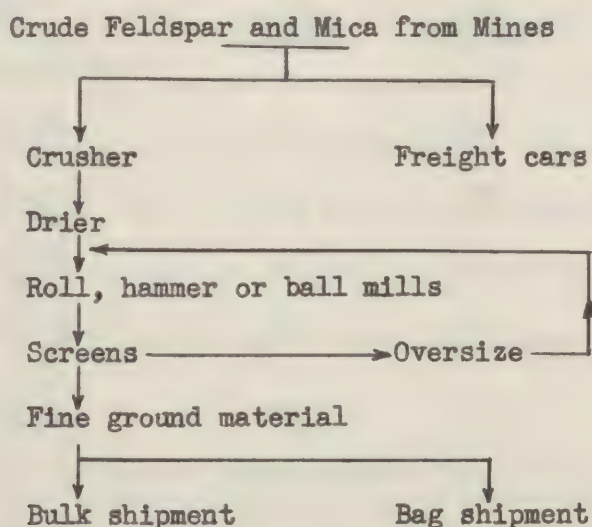 Crude Feldspar and Mica from Mines
Crusher Freight cars
Drier
Roll, hammer or ball mills
Screens Oversize
Fine ground material
Bulk shipment Bag shipment